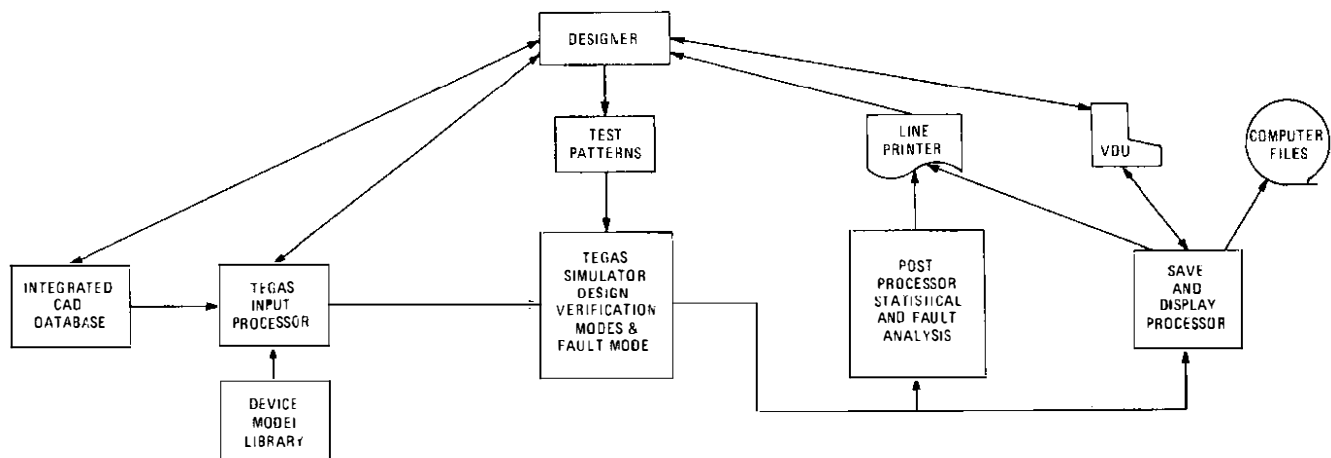 DESIGNER
TEST
PATTERNS
LINE
PRINTER
VDU
COMPUTER
FILES
INTEGRATED
CAD
DATABASE
TEGAS
INPUT
PROCESSOR
TEGAS
SIMULATOR
DESIGN
VERIFICATION
MODES &
FAULT MODE
POST
PROCESSOR
STATISTICAL
AND FAULT
ANALYSIS
SAVE
AND
DISPLAY
PROCESSOR
DEVICE
MODEL
LIBRARY